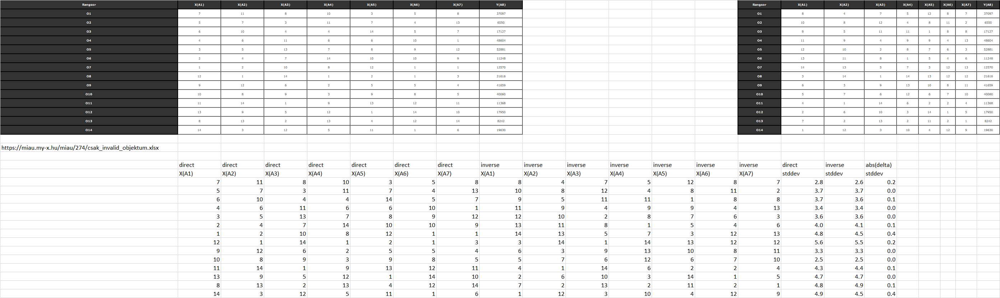 Rangsor X(A1) X(A2) X(A3) X(A4) X(A5) X(A6) X(A7) Y(A8) Rangsor X(A1) X(A2) X(A3) X(A4) X(A5) X(A6) X(A7) Y(A8)
O1 7 11 8 10 3 5 8 37097 O1 8 4 7 5 12 8 7 37097
O2 5 7 3 11 7 4 13 6550 O2 10 8 12 4 8 11 2 6550
O3 6 10 4 4 14 5 7 17127 O3 9 5 11 11 1 8 8 17127
O4 4 6 11 6 6 10 1 48604 O4 11 9 4 9 9 4 13 48604
O5 3 5 13 7 8 9 12 52881 O5 12 10 2 8 7 6 3 52881
O6 2 4 7 14 10 10 9 11248 O6 13 11 8 1 5 4 6 11248
O7 1 2 10 8 12 1 1 12570 O7 14 13 5 7 3 12 13 12570
O8 12 1 14 1 2 1 3 21616 O8 3 14 1 14 13 12 12 21616
O9 9 12 6 2 5 5 4 41659 O9 6 3 9 13 10 8 11 41659
O10 10 8 9 3 9 8 5 40060 O10 5 7 6 12 6 7 10 40060
O11 11 14 1 9 13 12 11 11368 O11 4 1 14 6 2 2 4 11368
O12 13 9 5 12 1 14 10 17950 O12 2 6 10 3 14 1 5 17950
O13 8 13 2 13 4 12 14 8242 O13 7 2 13 2 11 2 1 8242
O14 14 3 12 5 11 1 6 19630 O14 1 12 3 10 4 12 9 19630
https://miau.my-x.hu/miau/274/csak_invalid_objektum.xlsx
direct direct direct direct direct direct direct inverse inverse inverse inverse inverse inverse inverse direct inverse abs(delta)
X(A1) X(A2) X(A3) X(A4) X(A5) X(A6) X(A7) X(A1) X(A2) X(A3) X(A4) X(A5) X(A6) X(A7) stddev stddev stddev
7 11 8 10 3 5 8 8 4 7 5 12 8 7 2.8 2.6 0.2
5 7 3 11 7 4 13 10 8 12 4 8 11 2 3.7 3.7 0.0
6 10 4 4 14 5 7 9 5 11 11 1 8 8 3.7 3.6 0.1
4 6 11 6 6 10 1 11 9 4 9 9 4 13 3.4 3.4 0.0
3 5 13 7 8 9 12 12 10 2 8 7 6 3 3.6 3.6 0.0
2 4 7 14 10 10 9 13 11 8 1 5 4 6 4.0 4.1 0.1
1 2 10 8 12 1 1 14 13 5 7 3 12 13 4.8 4.5 0.4
12 1 14 1 2 1 3 3 14 1 14 13 12 12 5.6 5.5 0.2
9 12 6 2 5 5 4 6 3 9 13 10 8 11 3.3 3.3 0.0
10 8 9 3 9 8 5 5 7 6 12 6 7 10 2.5 2.5 0.0
11 14 1 9 13 12 11 4 1 14 6 2 2 4 4.3 4.4 0.1
13 9 5 12 1 14 10 2 6 10 3 14 1 5 4.7 4.7 0.0
8 13 2 13 4 12 14 7 2 13 2 11 2 1 4.8 4.9 0.1
14 3 12 5 11 1 6 1 12 3 10 4 12 9 4.9 4.5 0.4